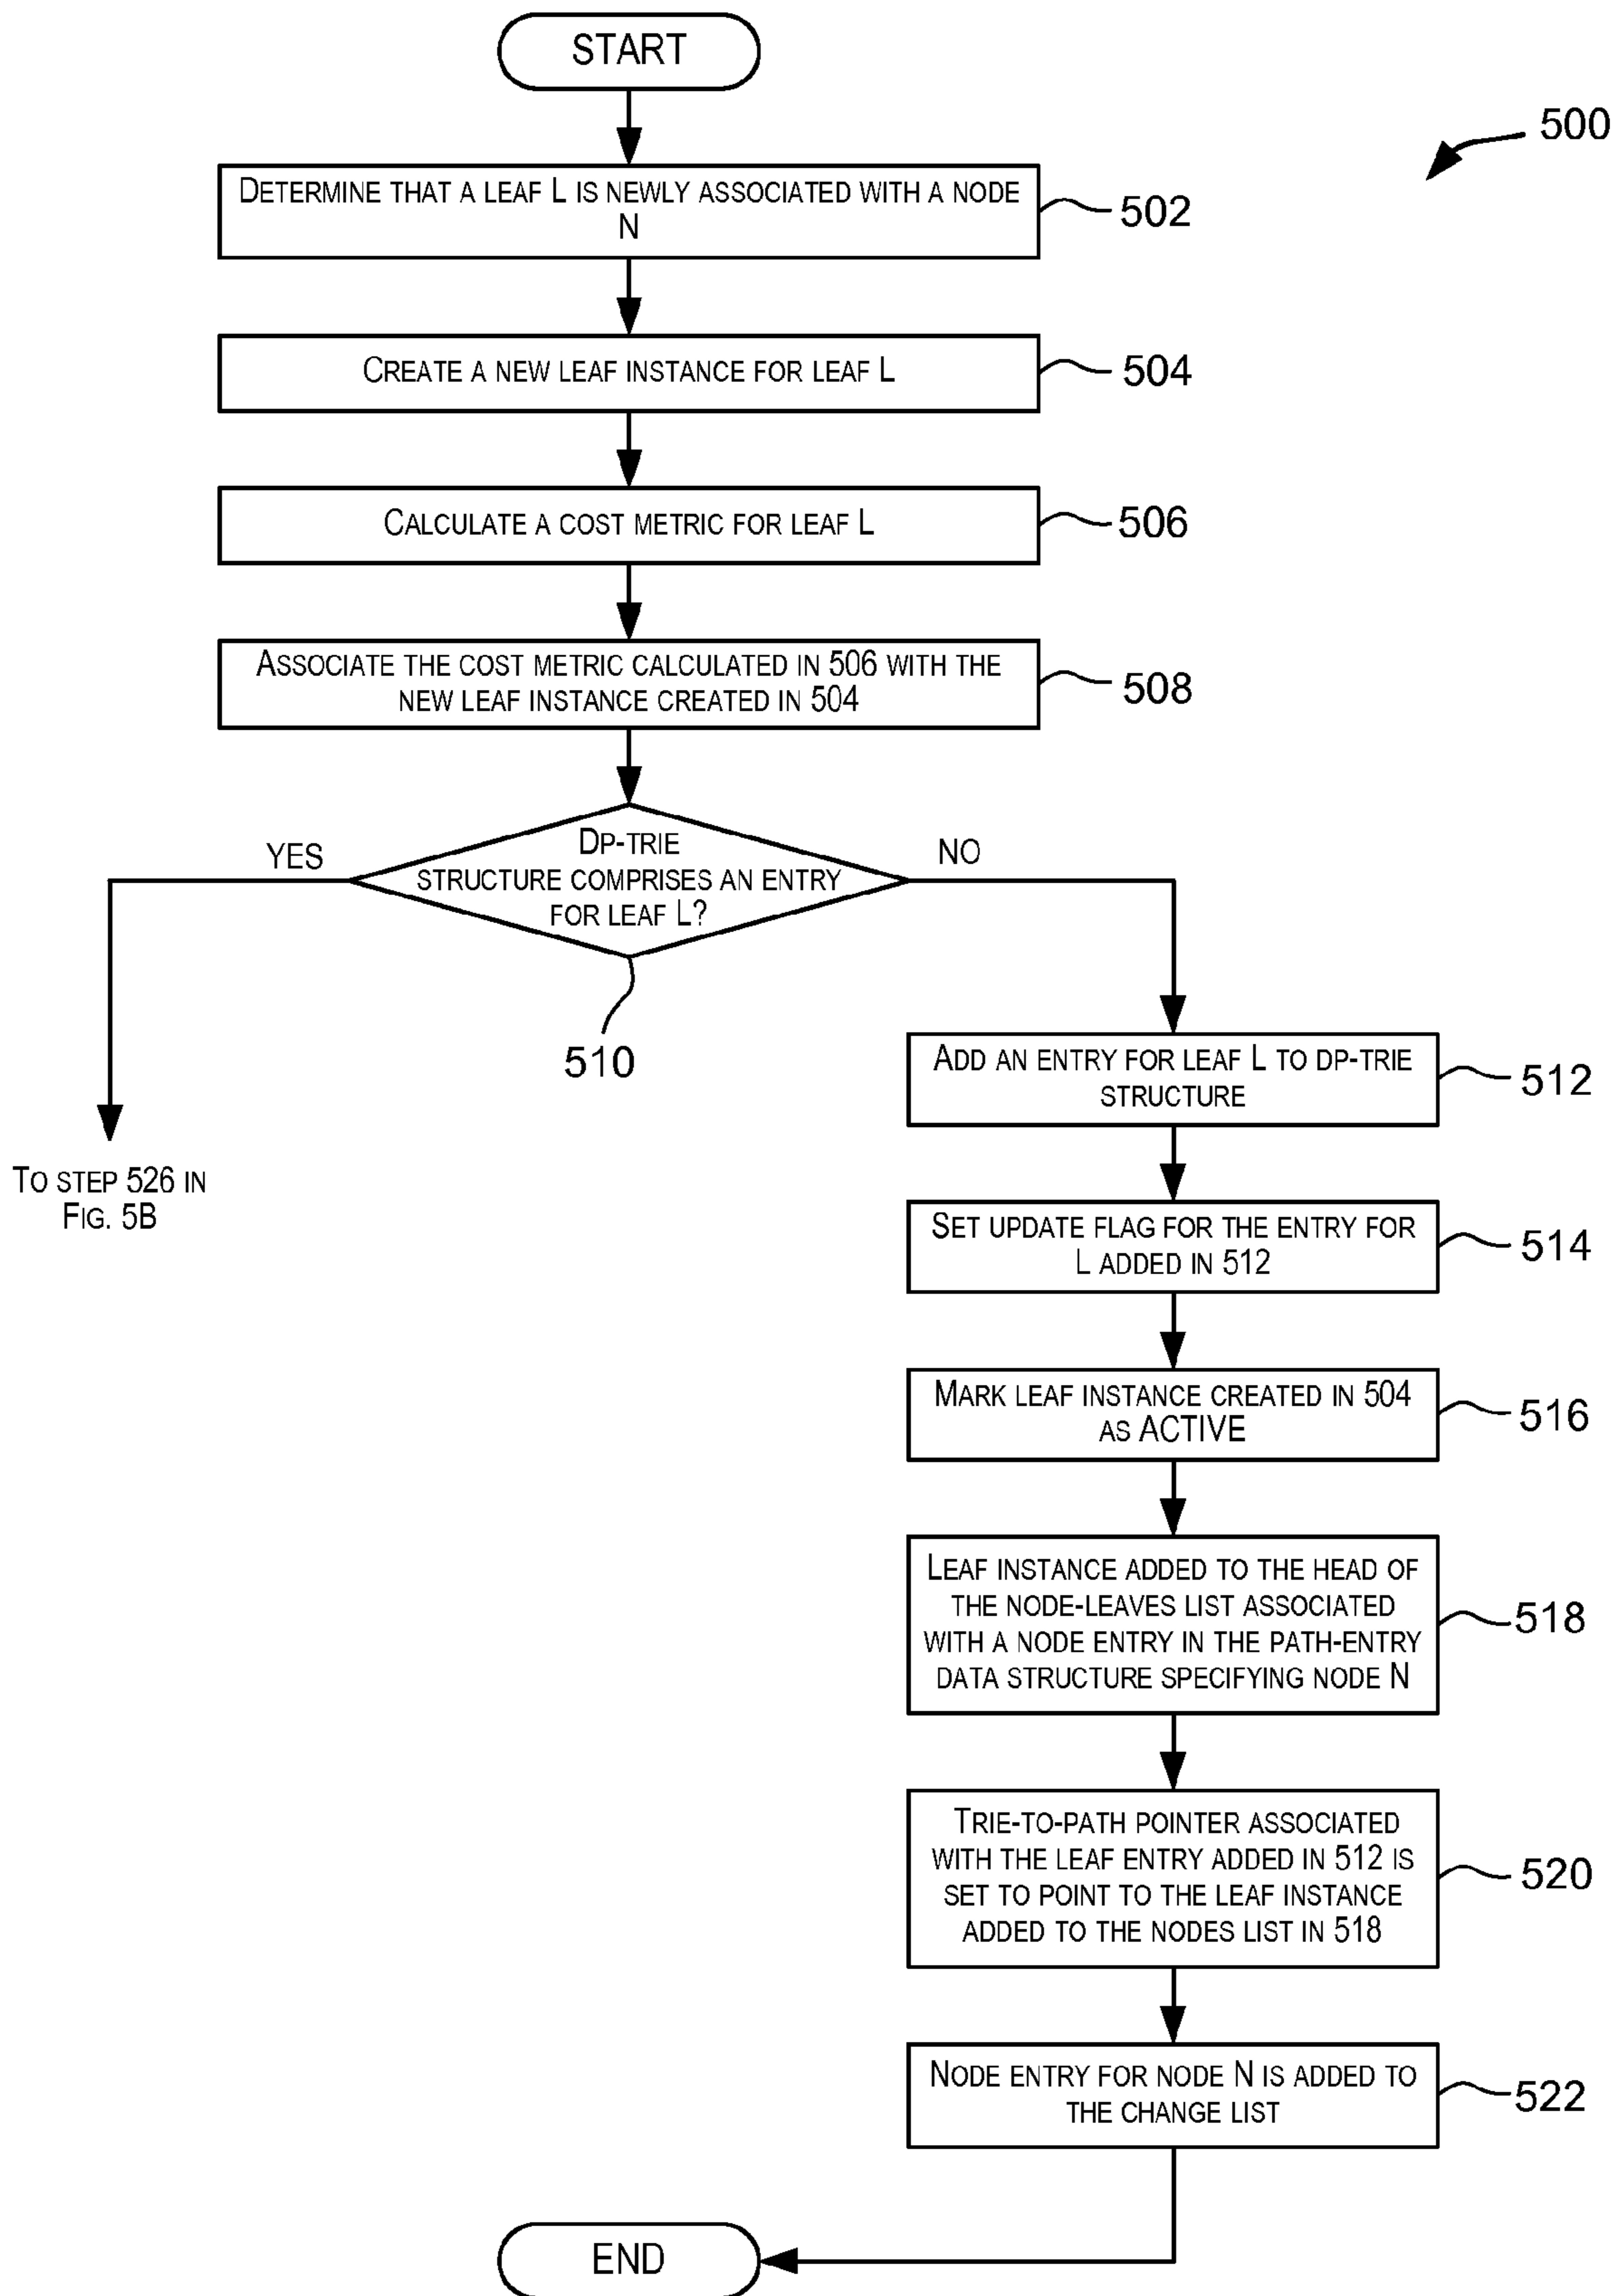 START
500
DETERMINE THAT A LEAF L IS NEWLY ASSOCIATED WITH A NODE
N
502
CREATE A NEW LEAF INSTANCE FOR LEAF L
504
CALCULATE A COST METRIC FOR LEAF L
506
ASSOCIATE THE COST METRIC CALCULATED IN 506 WITH THE
NEW LEAF INSTANCE CREATED IN 504
508
YES
DP-TRIE
STRUCTURE COMPRISES AN ENTRY
FOR LEAF L?
NO
510
TO STEP 526 IN
FIG. 5B
ADD AN ENTRY FOR LEAF L TO DP-TRIE
STRUCTURE
512
SET UPDATE FLAG FOR THE ENTRY FOR
L ADDED IN 512
514
MARK LEAF INSTANCE CREATED IN 504
AS ACTIVE
516
LEAF INSTANCE ADDED TO THE HEAD OF
THE NODE-LEAVES LIST ASSOCIATED
WITH A NODE ENTRY IN THE PATH-ENTRY
DATA STRUCTURE SPECIFYING NODE N
518
TRIE-TO-PATH POINTER ASSOCIATED
WITH THE LEAF ENTRY ADDED IN 512 IS
SET TO POINT TO THE LEAF INSTANCE
ADDED TO THE NODES LIST IN 518
520
NODE ENTRY FOR NODE N IS ADDED TO
THE CHANGE LIST
522
END